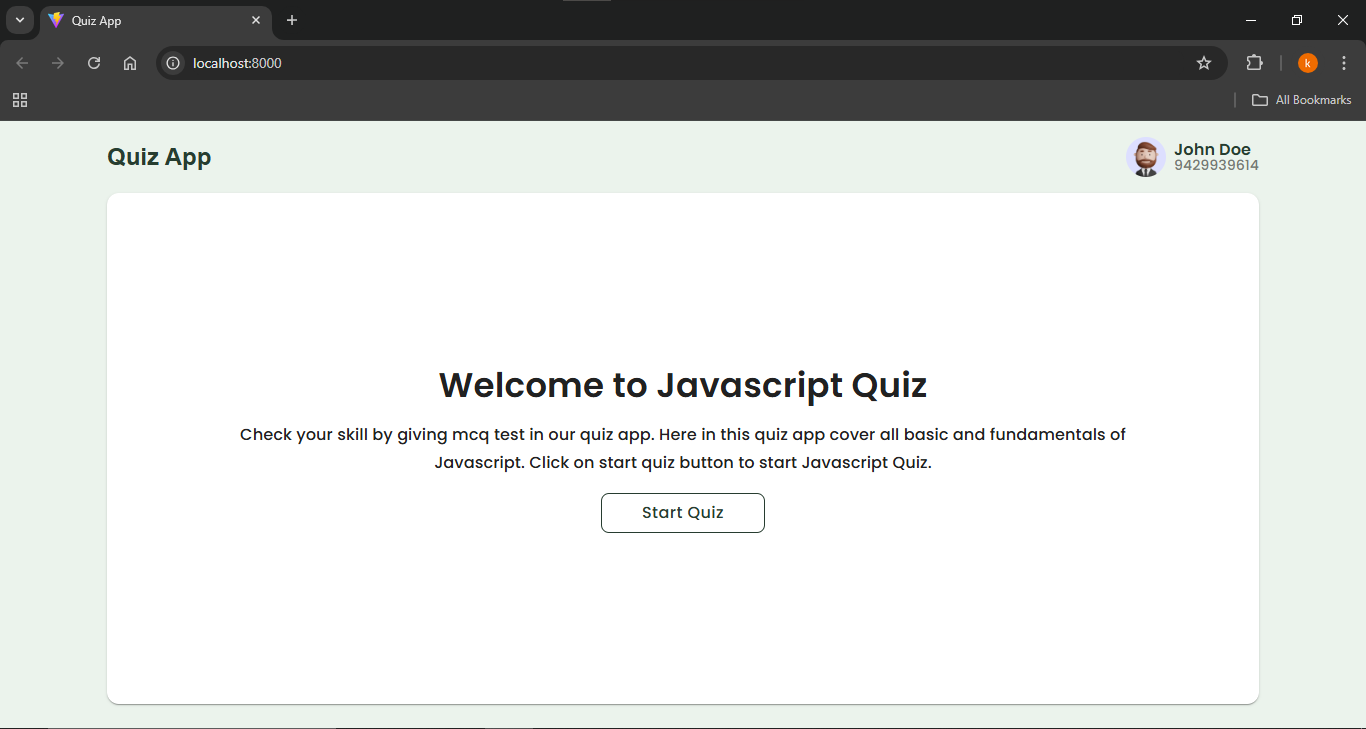 Quiz App
localhost:8000
k
All Bookmarks
Quiz App
John Doe
9429939614
Welcome to Javascript Quiz
Check your skill by giving mcq test in our quiz app. Here in this quiz app cover all basic and fundamentals of
Javascript. Click on start quiz button to start Javascript Quiz.
Start Quiz